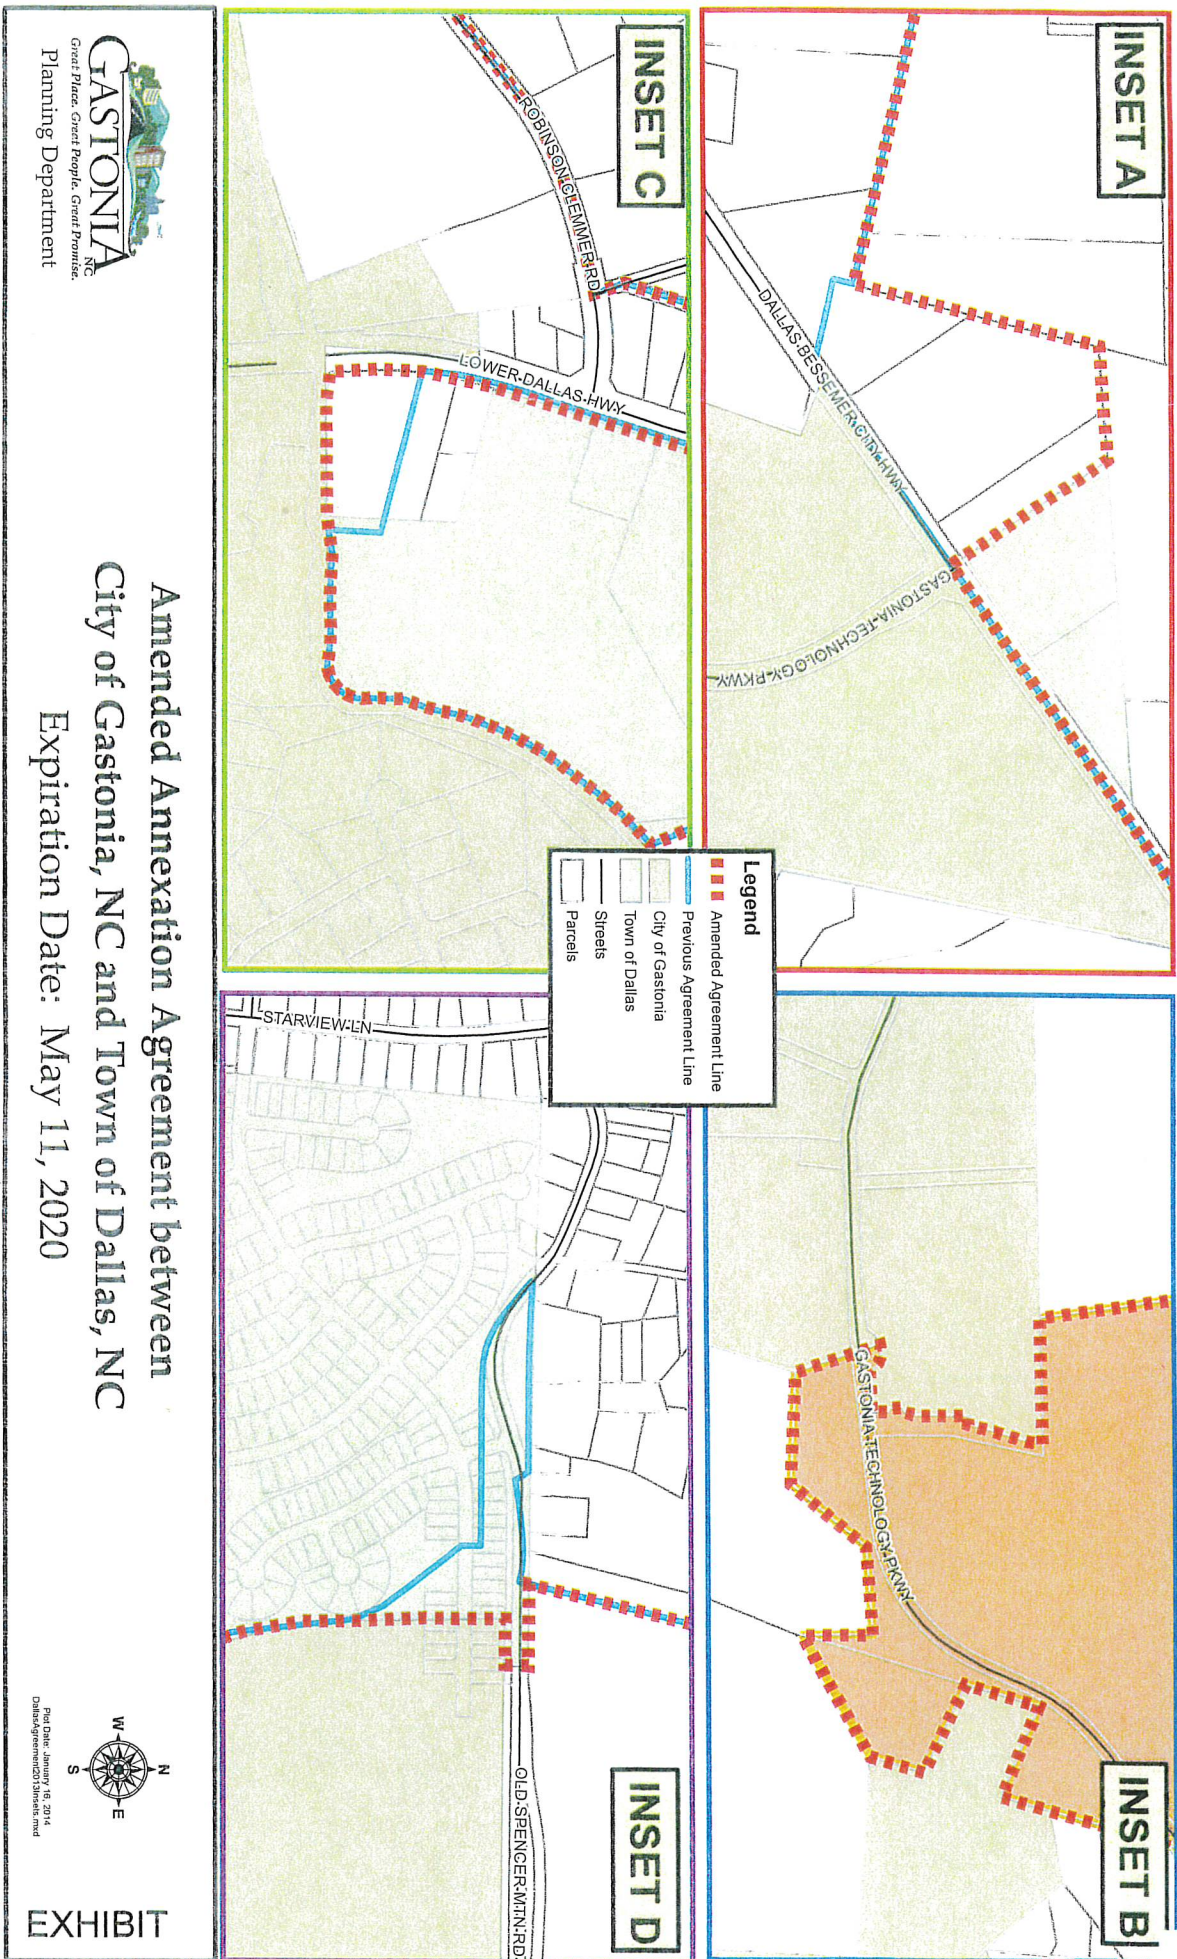 INSET A
DALLAS-BESSEMER-CITY-HWY
GASTONIA-TECHNOLOGY-PKWY
INSET B
GASTONIA-TECHNOLOGY-PKWY
Legend
Amended Agreement Line
Previous Agreement Line
City of Gastonia
Town of Dallas
Streets
Parcels
INSET C
ROBINSON-CLEMMER-RD
LOWER-DALLAS-HWY
INSET D
STARVIEW-LN
OLD-SPENCER-MTN-RD
GASTONIA
NC
Great Place. Great People. Great Promise.
Planning Department
Amended Annexation Agreement between
City of Gastonia, NC and Town of Dallas, NC
Expiration Date: May 11, 2020
N
W
E
S
Plot Date: January 16, 2014
DallasAgreement2013Insets.mxd
EXHIBIT